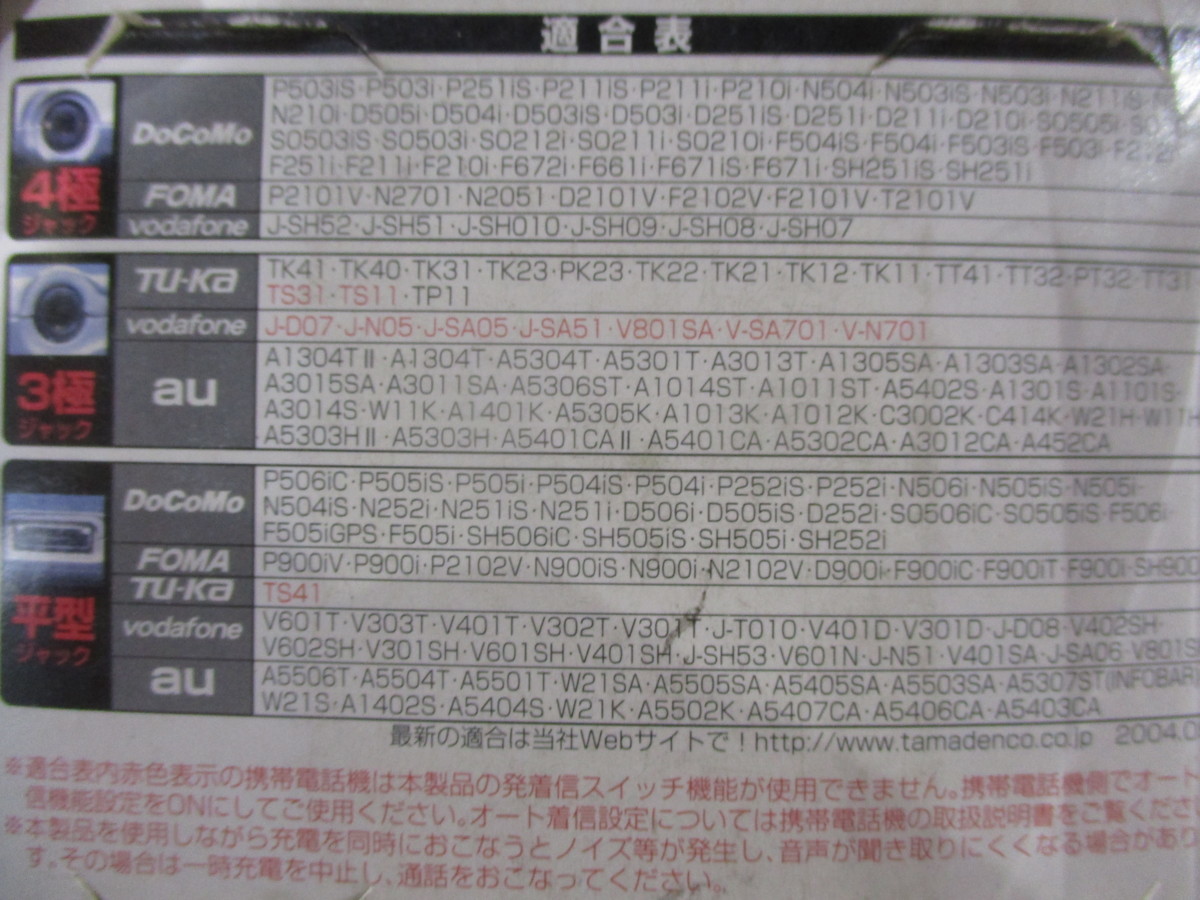 適合表
4極
ジャック
DoCoMo
P503iS・P503i・P251iS・P211iS・P211i・P210i・N504i・N503iS・N503i・N211iS・N
N210i・D505i・D504i・D503iS・D503i・D251iS・D251i・D211i・D210i・SO505i・SO
SO503iS・SO503i・SO212i・SO211i・SO210i・F504iS・F504i・F503iS・F503i・F212i
F251i・F211i・F210i・F672i・F661i・F671iS・F671i・SH251iS・SH251i
FOMA
P2101V・N2701・N2051・D2101V・F2102V・F2101V・T2101V
vodafone
J-SH52・J-SH51・J-SH010・J-SH09・J-SH08・J-SH07
3極
ジャック
TU-Ka
TK41・TK40・TK31・TK23・PK23・TK22・TK21・TK12・TK11・TT41・TT32・PT32・TT31
TS31・TS11・TP11
vodafone
J-D07・J-N05・J-SA05・J-SA51・V801SA・V-SA701・V-N701
au
A1304TⅡ・A1304T・A5304T・A5301T・A3013T・A1305SA・A1303SA・A1302SA・
A3015SA・A3011SA・A5306ST・A1014ST・A1011ST・A5402S・A1301S・A1101S・
A3014S・W11K・A1401K・A5305K・A1013K・A1012K・C3002K・C414K・W21H・W11H
A5303HⅡ・A5303H・A5401CAⅡ・A5401CA・A5302CA・A3012CA・A452CA
平型
ジャック
DoCoMo
P506iC・P505iS・P505i・P504iS・P504i・P252iS・P252i・N506i・N505iS・N505i・
N504iS・N252i・N251iS・N251i・D506i・D505iS・D252i・SO506iC・SO505iS・F506i・
F505iGPS・F505i・SH506iC・SH505iS・SH505i・SH252i
FOMA
P900iV・P900i・P2102V・N900iS・N900i・N2102V・D900i・F900iC・F900iT・F900i・SH900
TU-Ka
TS41
vodafone
V601T・V303T・V401T・V302T・V301T・J-T010・V401D・V301D・J-D08・V402SH・
V602SH・V301SH・V601SH・V401SH・J-SH53・V601N・J-N51・V401SA・J-SA06・V801S
au
A5506T・A5504T・A5501T・W21SA・A5505SA・A5405SA・A5503SA・A5307ST(INFOBAR)
W21S・A1402S・A5404S・W21K・A5502K・A5407CA・A5406CA・A5403CA
最新の適合は当社Webサイトで！http://www.tamadenco.co.jp 2004.0
※適合表内赤色表示の携帯電話機は本製品の発着信スイッチ機能が使用できません。携帯電話機側でオート
信機能設定をONにしてご使用ください。オート着信設定については携帯電話機の取扱説明書をご覧くださ
※本製品を使用しながら充電を同時におこなうとノイズ等が発生し、音声が聞き取りにくくなる場合があり
す。その場合は一時充電を中止し、通話をおこなってください。